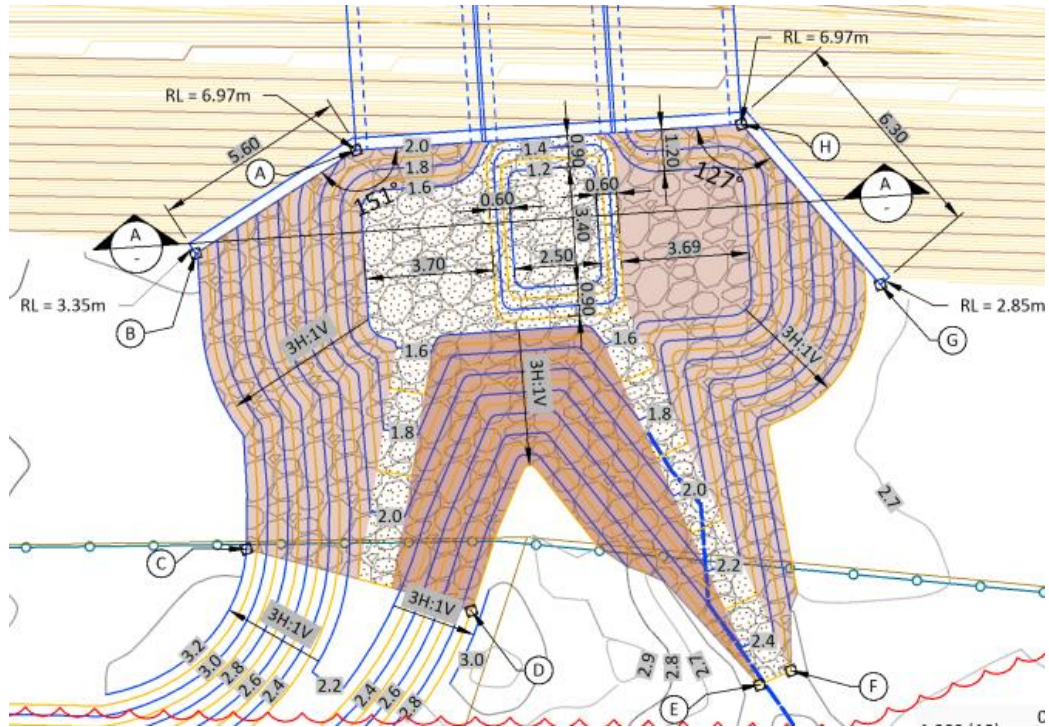 RL = 6.97m
RL = 6.97m
5.60
6.30
A
H
2.0
1.8
1.6
1.4
1.2
0.90
1.20
151°
127°
0.60
0.60
A
-
A
-
3.40
3.70
2.50
3.69
RL = 3.35m
B
RL = 2.85m
G
0.90
3H:1V
3H:1V
3H:1V
1.6
1.6
1.8
1.8
2.0
2.0
2.7
C
2.2
3H:1V
3H:1V
2.4
3.2
3.0
2.8
2.6
2.4
2.2
2.4
2.6
2.8
3.0
D
2.9
2.8
2.7
E
F